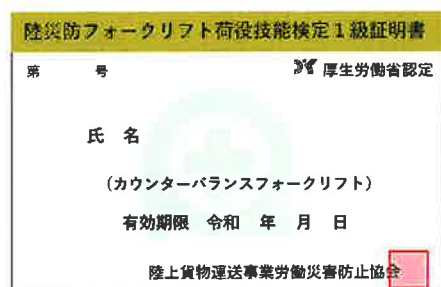 陸災防フォークリフト荷役技能検定1級証明書
第 号 厚生労働省認定
氏 名
(カウンターバランスフォークリフト)
有効期限 令和 年 月 日
陸上貨物運送事業労働災害防止協会